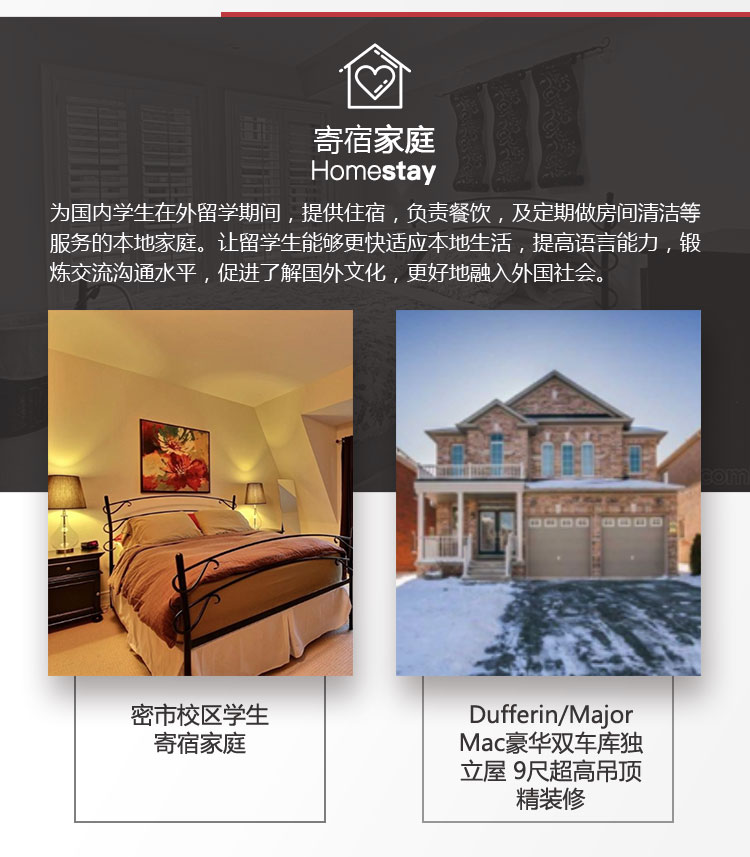 寄宿家庭
Homestay
为国内学生在外留学期间，提供住宿，负责餐饮，及定期做房间清洁等
服务的本地家庭。让留学生能够更快适应本地生活，提高语言能力，锻
炼交流沟通水平，促进了解国外文化，更好地融入外国社会。
密市校区学生
寄宿家庭
Dufferin/Major
Mac豪华双车库独
立屋 9尺超高吊顶
精装修